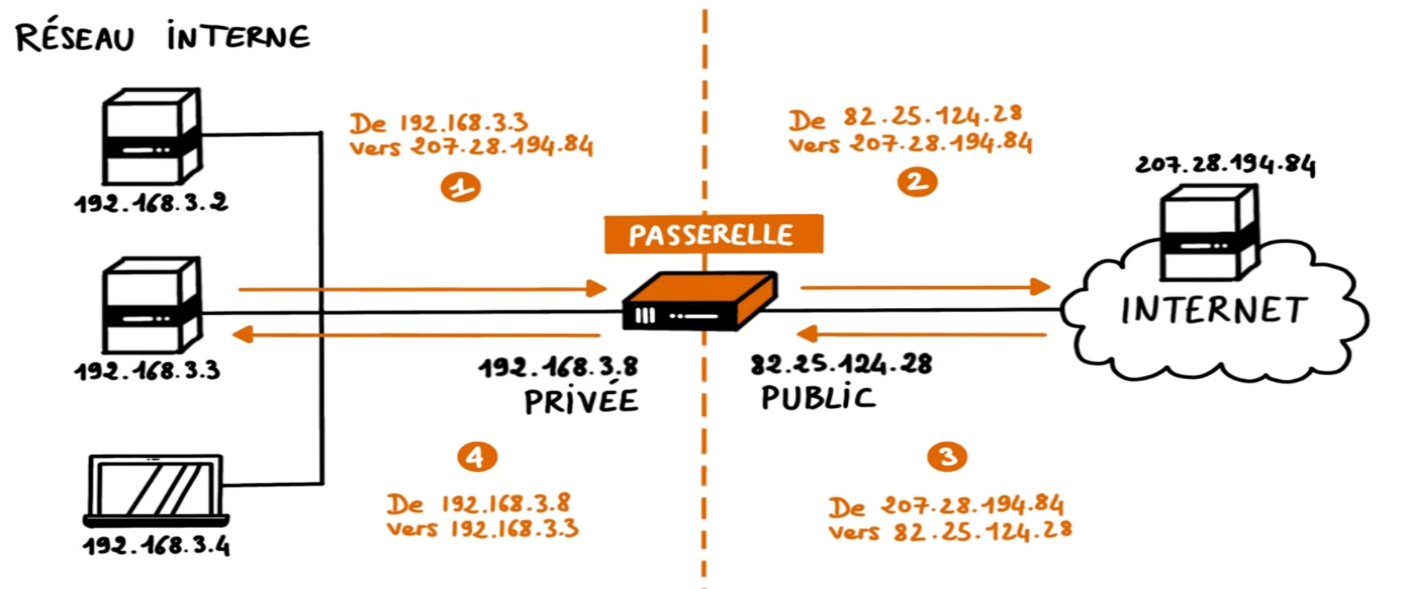 RÉSEAU INTERNE
De 192.168.3.3
vers 207.28.194.84
1
De 82.25.124.28
vers 207.28.194.84
2
207.28.194.84
192.168.3.2
PASSERELLE
INTERNET
192.168.3.3
192.168.3.8
PRIVÉE
82.25.124.28
PUBLIC
4
De 192.168.3.8
vers 192.168.3.3
3
De 207.28.194.84
vers 82.25.124.28
192.168.3.4